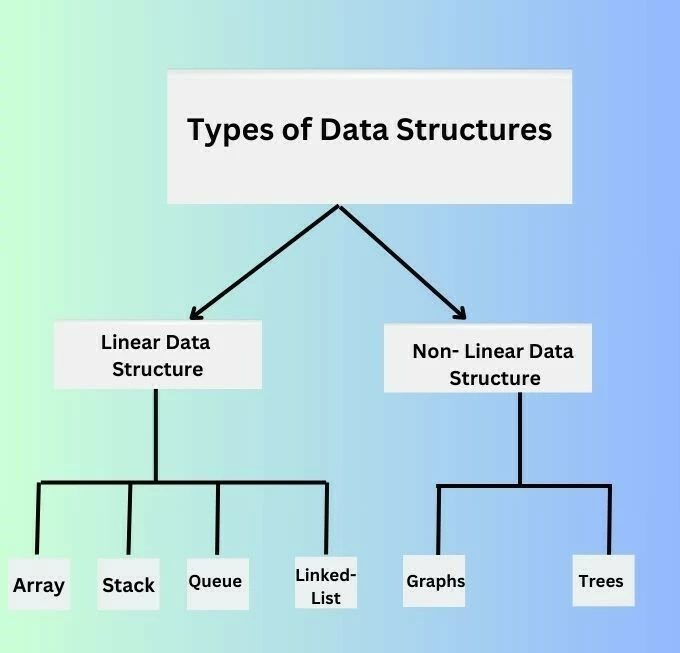 Types of Data Structures
Linear Data
Structure
Non- Linear Data
Structure
Array
Stack
Queue
Linked-
List
Graphs
Trees